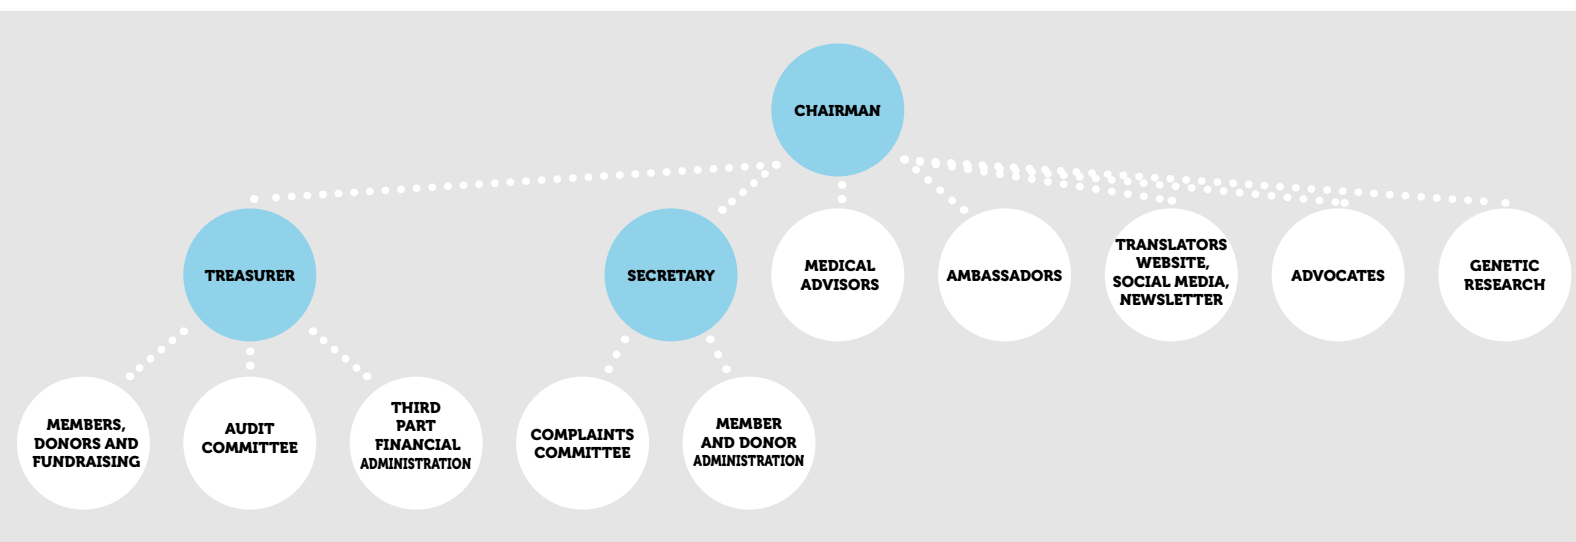 CHAIRMAN
TREASURER
SECRETARY
MEDICAL
ADVISORS
AMBASSADORS
TRANSLATORS
WEBSITE,
SOCIAL MEDIA,
NEWSLETTER
ADVOCATES
GENETIC
RESEARCH
MEMBERS,
DONORS AND
FUNDRAISING
AUDIT
COMMITTEE
THIRD
PART
FINANCIAL
ADMINISTRATION
COMPLAINTS
COMMITTEE
MEMBER
AND DONOR
ADMINISTRATION